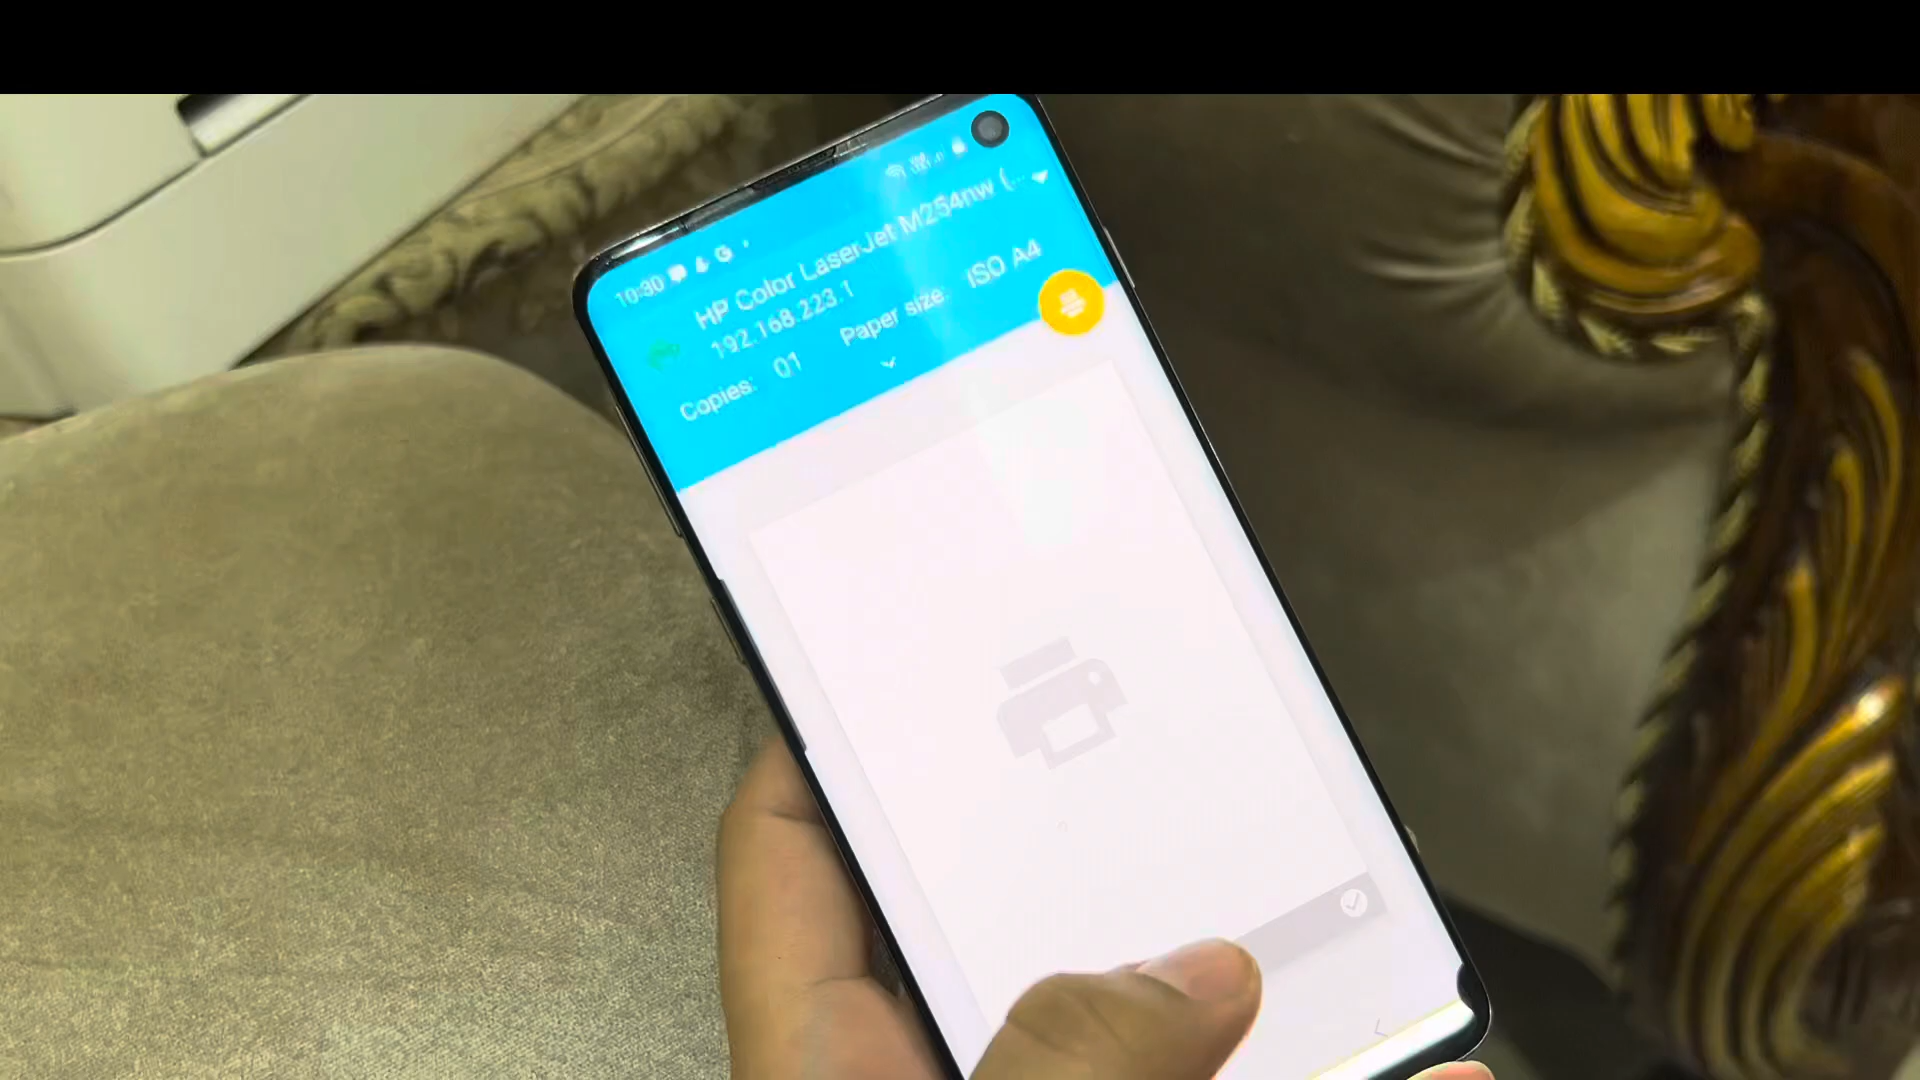 10:30
HP Color LaserJet M254nw (...
192.168.223.1
Copies: 01 Paper size: ISO A4